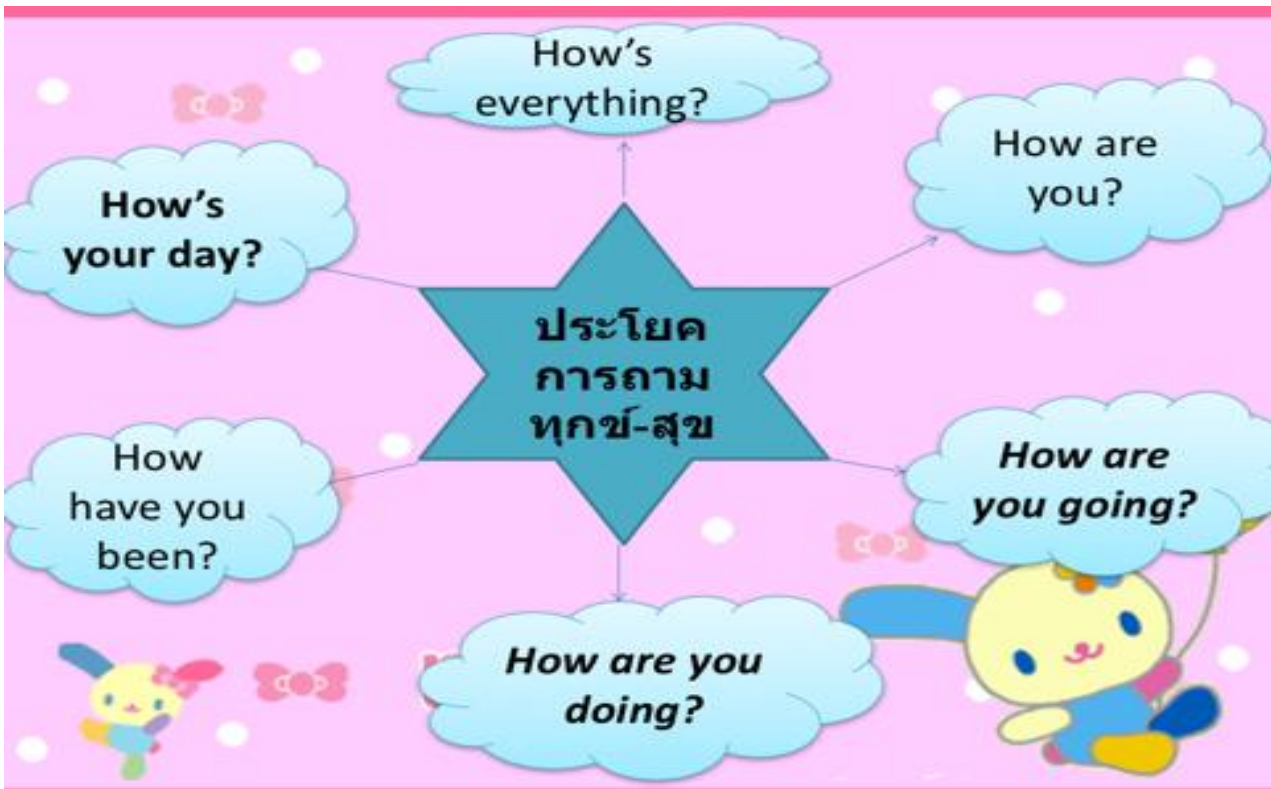 How's
everything?
How are
you?
How's
your day?
ประโยค
การถาม
ทุกข์-สุข
How are
you going?
How
have you
been?
How are you
doing?